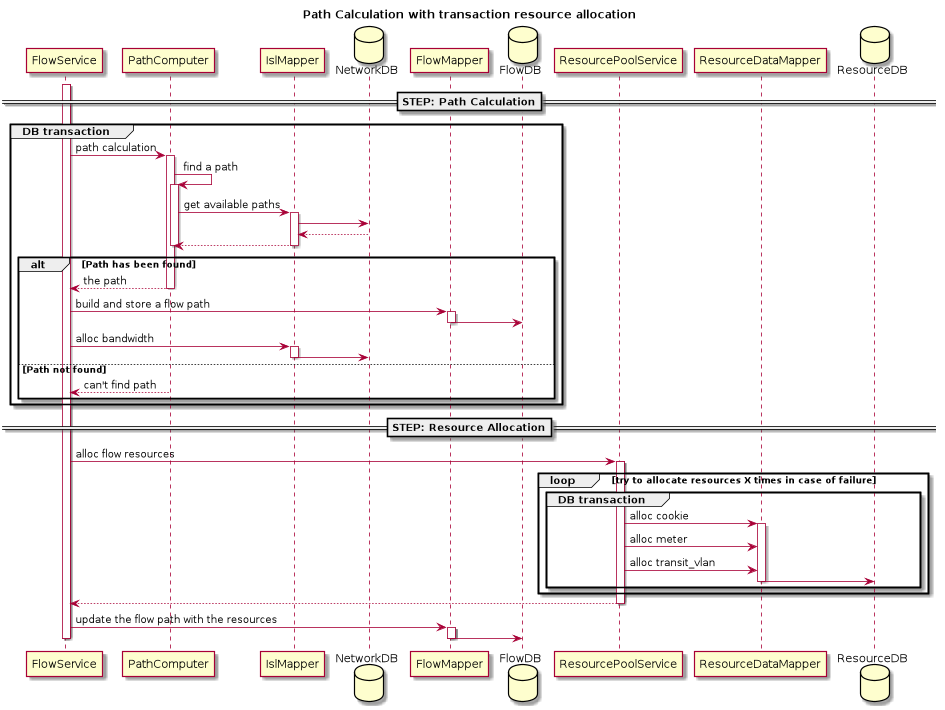 Path Calculation with transaction resource allocation
FlowService
PathComputer
IslMapper
NetworkDB
FlowMapper
FlowDB
ResourcePoolService
ResourceDataMapper
ResourceDB
STEP: Path Calculation
DB transaction
path calculation
find a path
get available paths
alt
[Path has been found]
the path
build and store a flow path
alloc bandwidth
[Path not found]
can't find path
STEP: Resource Allocation
alloc flow resources
loop
[try to allocate resources X times in case of failure]
DB transaction
alloc cookie
alloc meter
alloc transit_vlan
update the flow path with the resources
FlowService
PathComputer
IslMapper
NetworkDB
FlowMapper
FlowDB
ResourcePoolService
ResourceDataMapper
ResourceDB